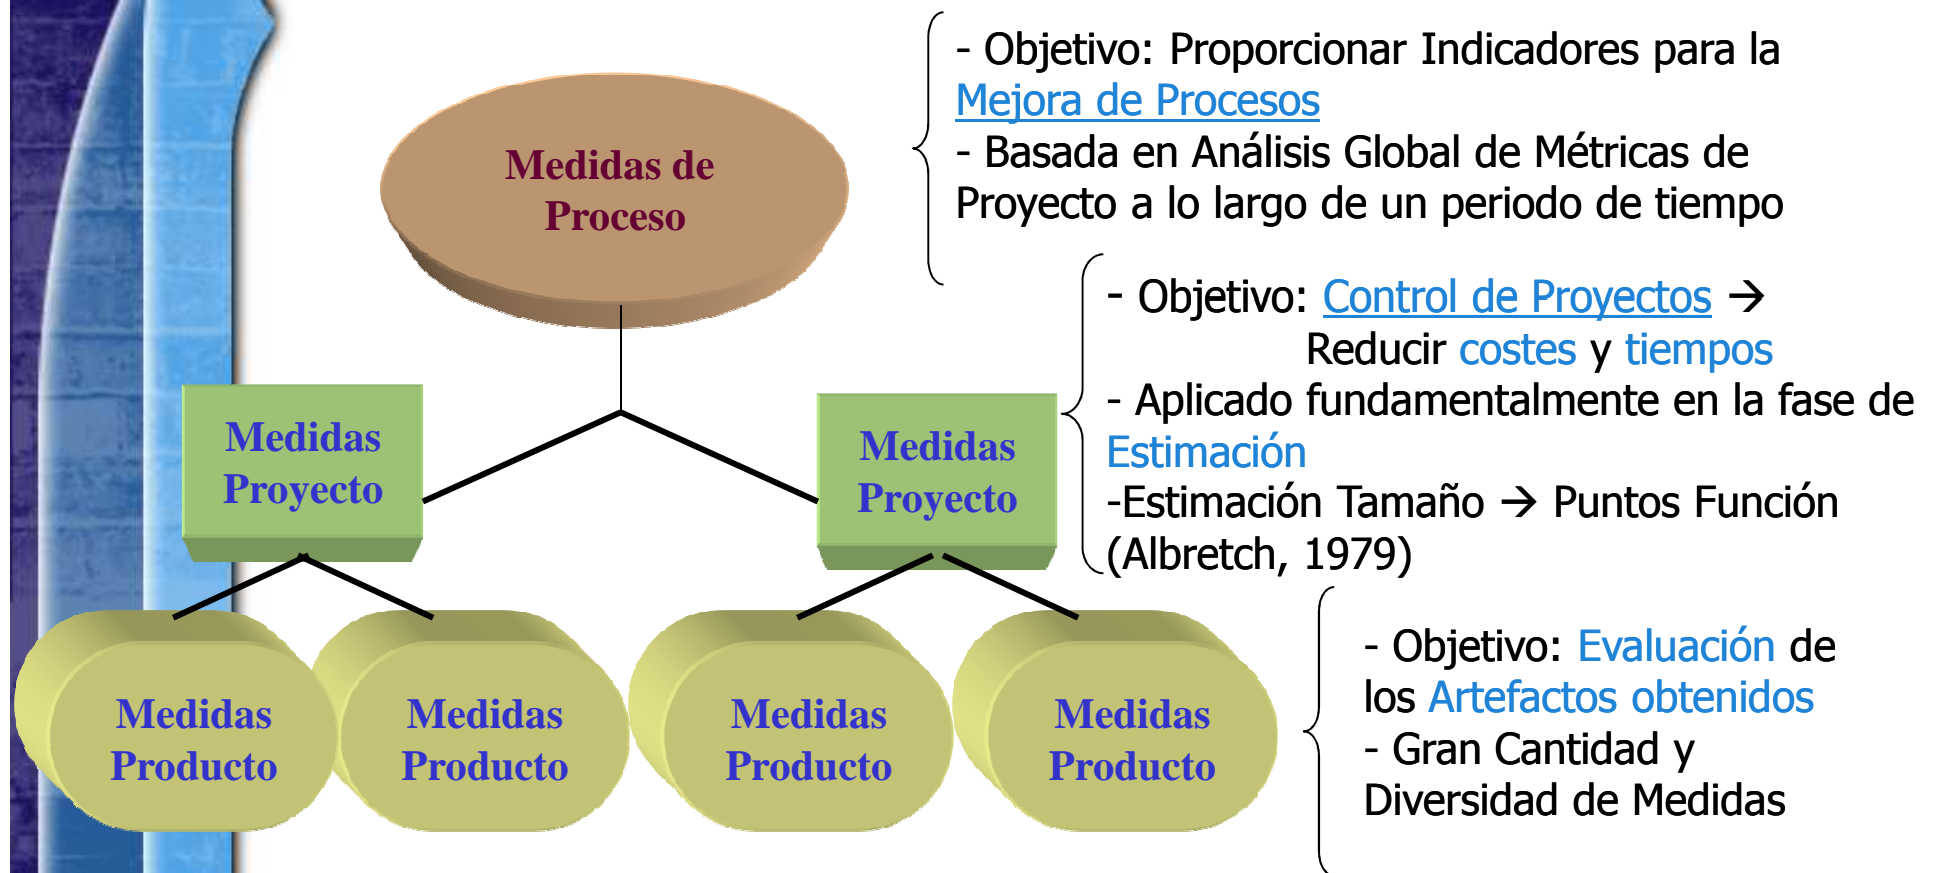 Medidas de
Proceso
- Objetivo: Proporcionar Indicadores para la
Mejora de Procesos
- Basada en Análisis Global de Métricas de
Proyecto a lo largo de un periodo de tiempo
Medidas
Proyecto
Medidas
Proyecto
- Objetivo: Control de Proyectos →
Reducir costes y tiempos
- Aplicado fundamentalmente en la fase de
Estimación
-Estimación Tamaño → Puntos Función
(Albretch, 1979)
Medidas
Producto
Medidas
Producto
Medidas
Producto
Medidas
Producto
- Objetivo: Evaluación de
los Artefactos obtenidos
- Gran Cantidad y
Diversidad de Medidas